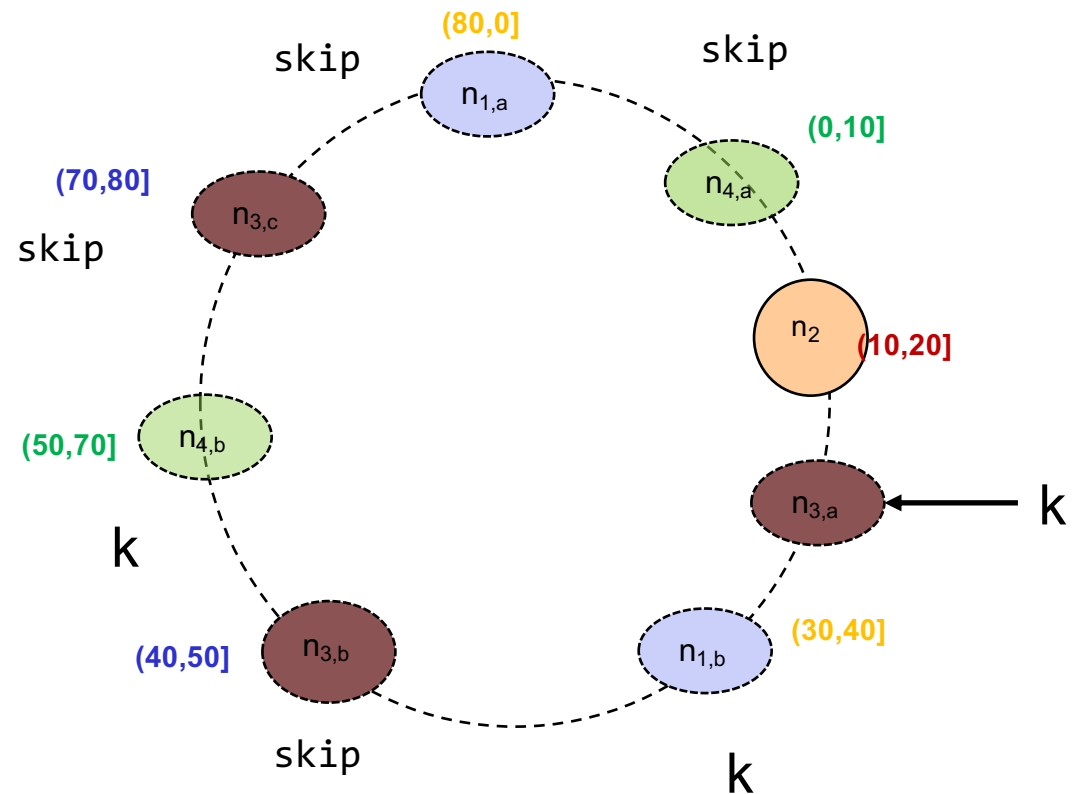 (80,0]
skip
skip
n1,a
(0,10]
(70,80]
n4,a
n3,c
skip
n2
(10,20]
(50,70]
n4,b
n3,a
k
k
(40,50]
n3,b
n1,b
(30,40]
skip
k